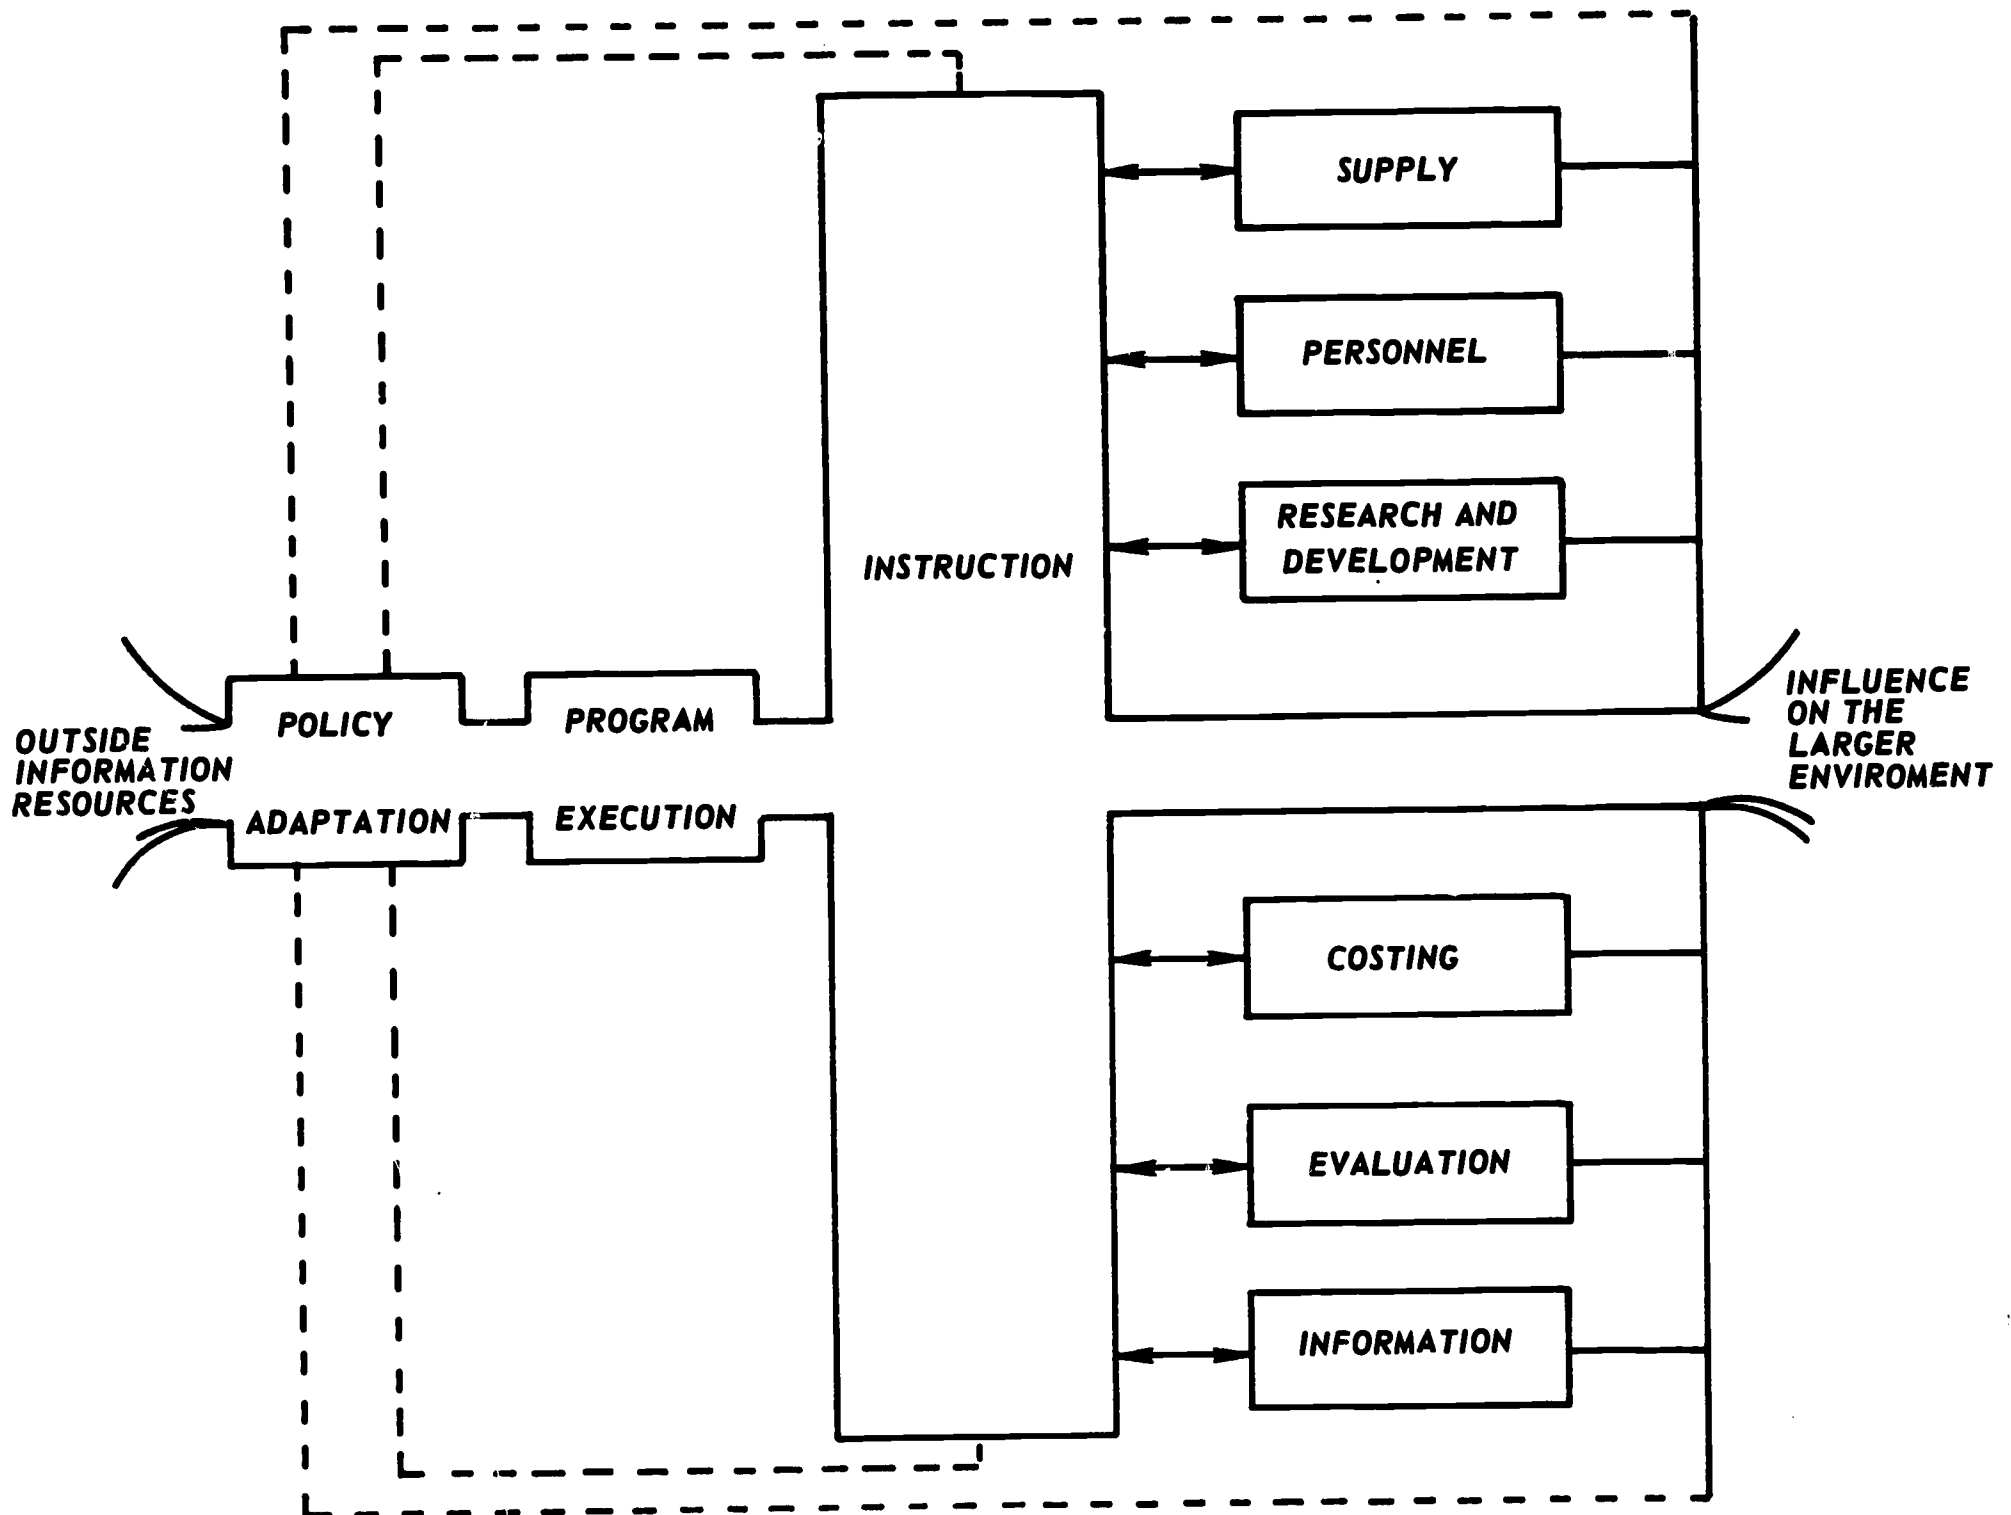 SUPPLY
PERSONNEL
RESEARCH AND
DEVELOPMENT
INSTRUCTION
POLICY
PROGRAM
OUTSIDE
INFORMATION
RESOURCES
ADAPTATION
EXECUTION
INFLUENCE
ON THE
LARGER
ENVIROMENT
COSTING
EVALUATION
INFORMATION